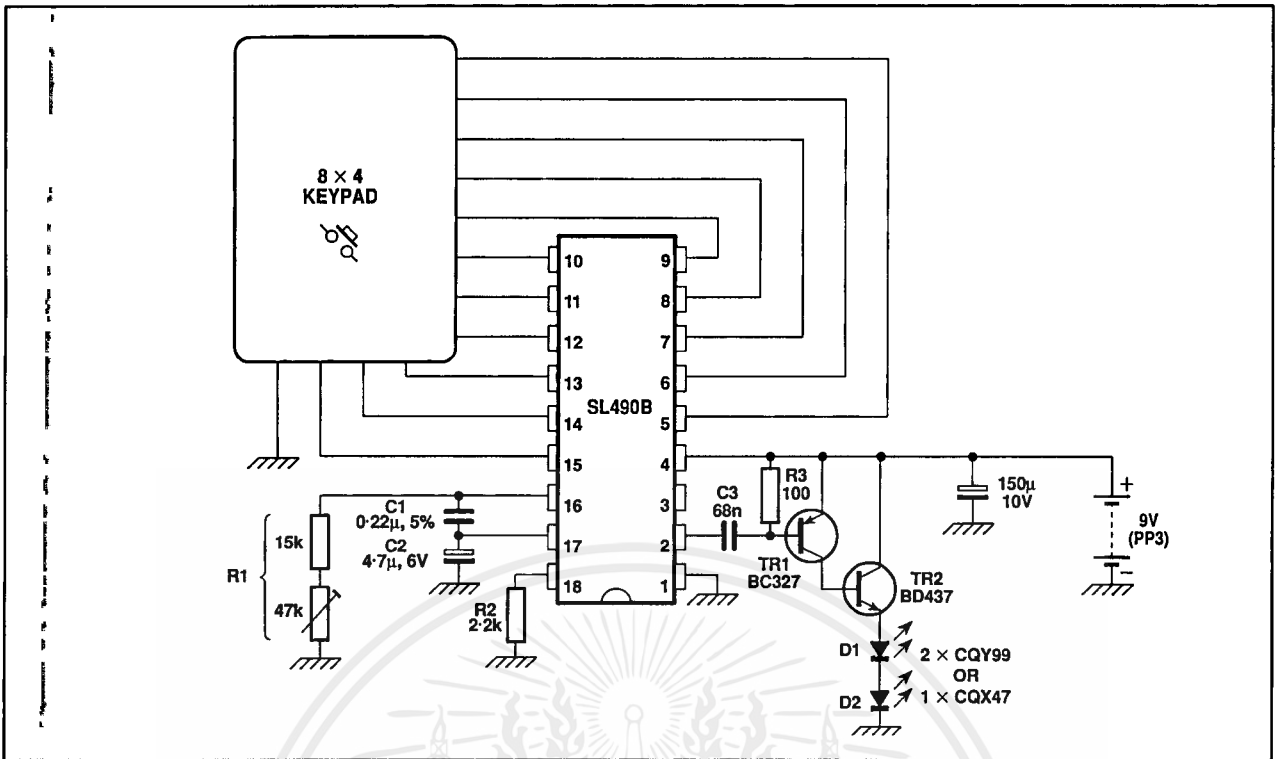 8 × 4
KEYPAD
10
9
11
8
12
7
13
6
SL490B
14
5
15
4
16
3
17
2
18
1
C1
0·22µ, 5%
C2
4·7µ, 6V
15k
R1
47k
R2
2·2k
R3
100
C3
68n
TR1
BC327
TR2
BD437
150µ
10V
+
9V
(PP3)
−
D1
2 × CQY99
OR
D2
1 × CQX47